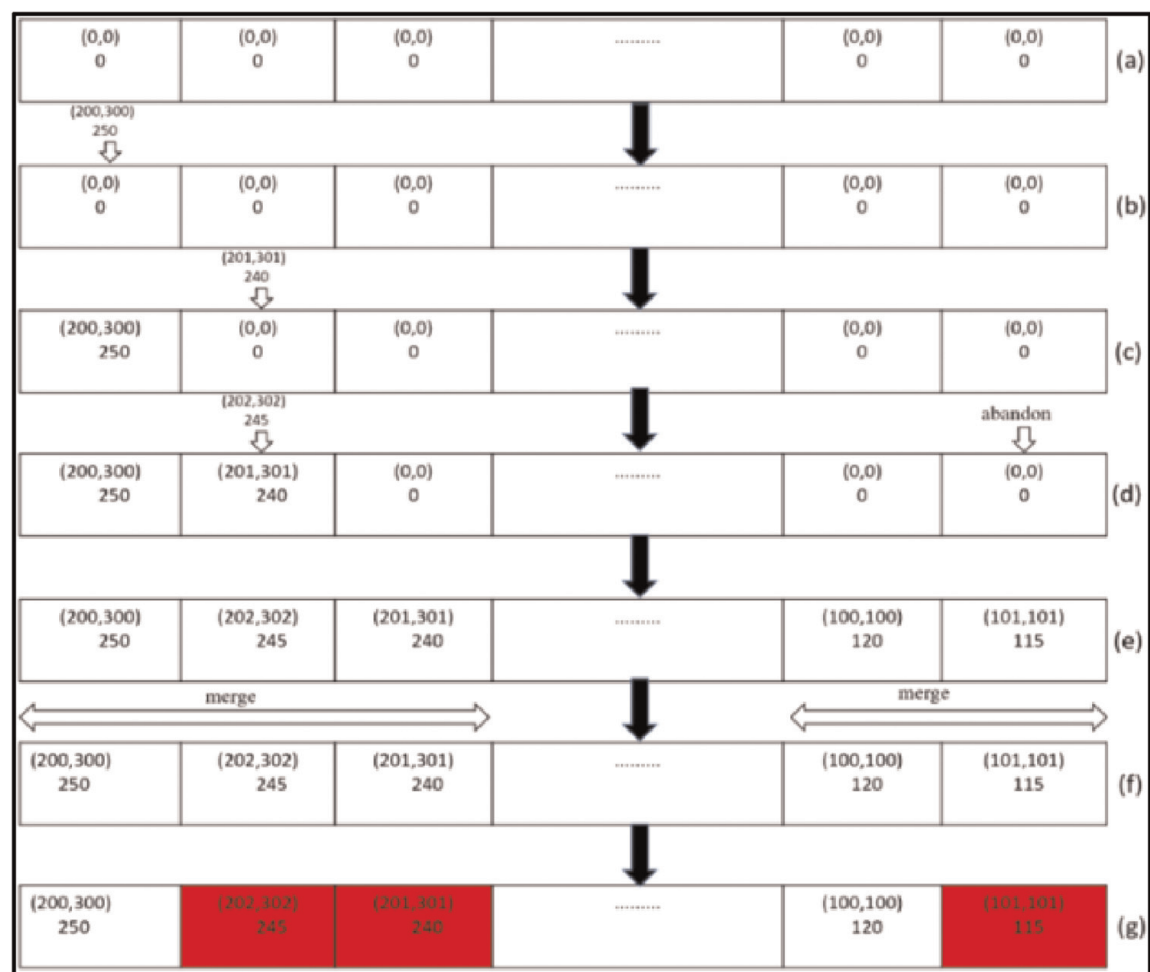 (0,0) (0,0) (0,0) ......... (0,0) (0,0)
0 0 0 0 0 (a)
(200,300)
250
(0,0) (0,0) (0,0) ......... (0,0) (0,0)
0 0 0 0 0 (b)
(201,301)
240
(200,300) (0,0) (0,0) ......... (0,0) (0,0)
250 0 0 0 0 (c)
(202,302)
245 abandon
(200,300) (201,301) (0,0) ......... (0,0) (0,0)
250 240 0 0 0 (d)
(200,300) (202,302) (201,301) ......... (100,100) (101,101)
250 245 240 120 115 (e)
merge merge
(200,300) (202,302) (201,301) ......... (100,100) (101,101)
250 245 240 120 115 (f)
(200,300) (202,302) (201,301) ......... (100,100) (101,101)
250 245 240 120 115 (g)